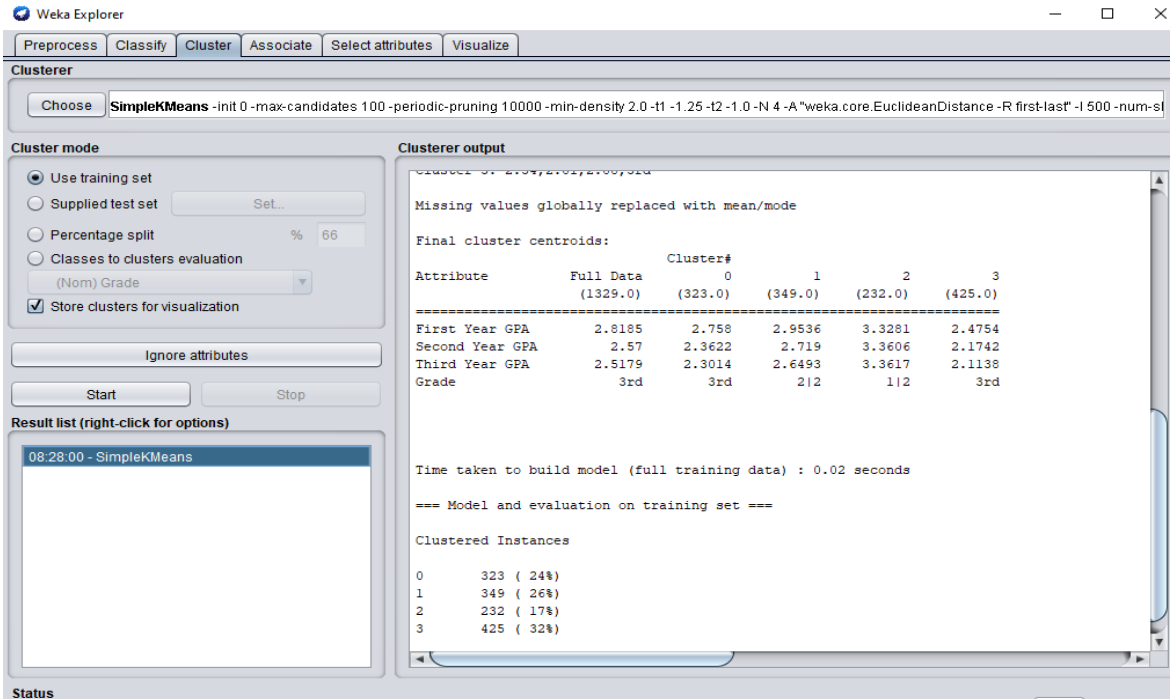 Weka Explorer
Preprocess Classify Cluster Associate Select attributes Visualize
Clusterer
Choose SimpleKMeans -init 0 -max-candidates 100 -periodic-pruning 10000 -min-density 2.0 -t1 -1.25 -t2 -1.0 -N 4 -A "weka.core.EuclideanDistance -R first-last" -I 500 -num-sl
Cluster mode
Use training set
Supplied test set Set...
Percentage split % 66
Classes to clusters evaluation
(Nom) Grade
Store clusters for visualization
Ignore attributes
Start Stop
Result list (right-click for options)
08:28:00 - SimpleKMeans
Clusterer output
Missing values globally replaced with mean/mode
Final cluster centroids:
Cluster#
Attribute Full Data 0 1 2 3
(1329.0) (323.0) (349.0) (232.0) (425.0)
==========================================================================
First Year GPA 2.8185 2.758 2.9536 3.3281 2.4754
Second Year GPA 2.57 2.3622 2.719 3.3606 2.1742
Third Year GPA 2.5179 2.3014 2.6493 3.3617 2.1138
Grade 3rd 3rd 2|2 1|2 3rd
Time taken to build model (full training data) : 0.02 seconds
=== Model and evaluation on training set ===
Clustered Instances
0 323 ( 24%)
1 349 ( 26%)
2 232 ( 17%)
3 425 ( 32%)
Status